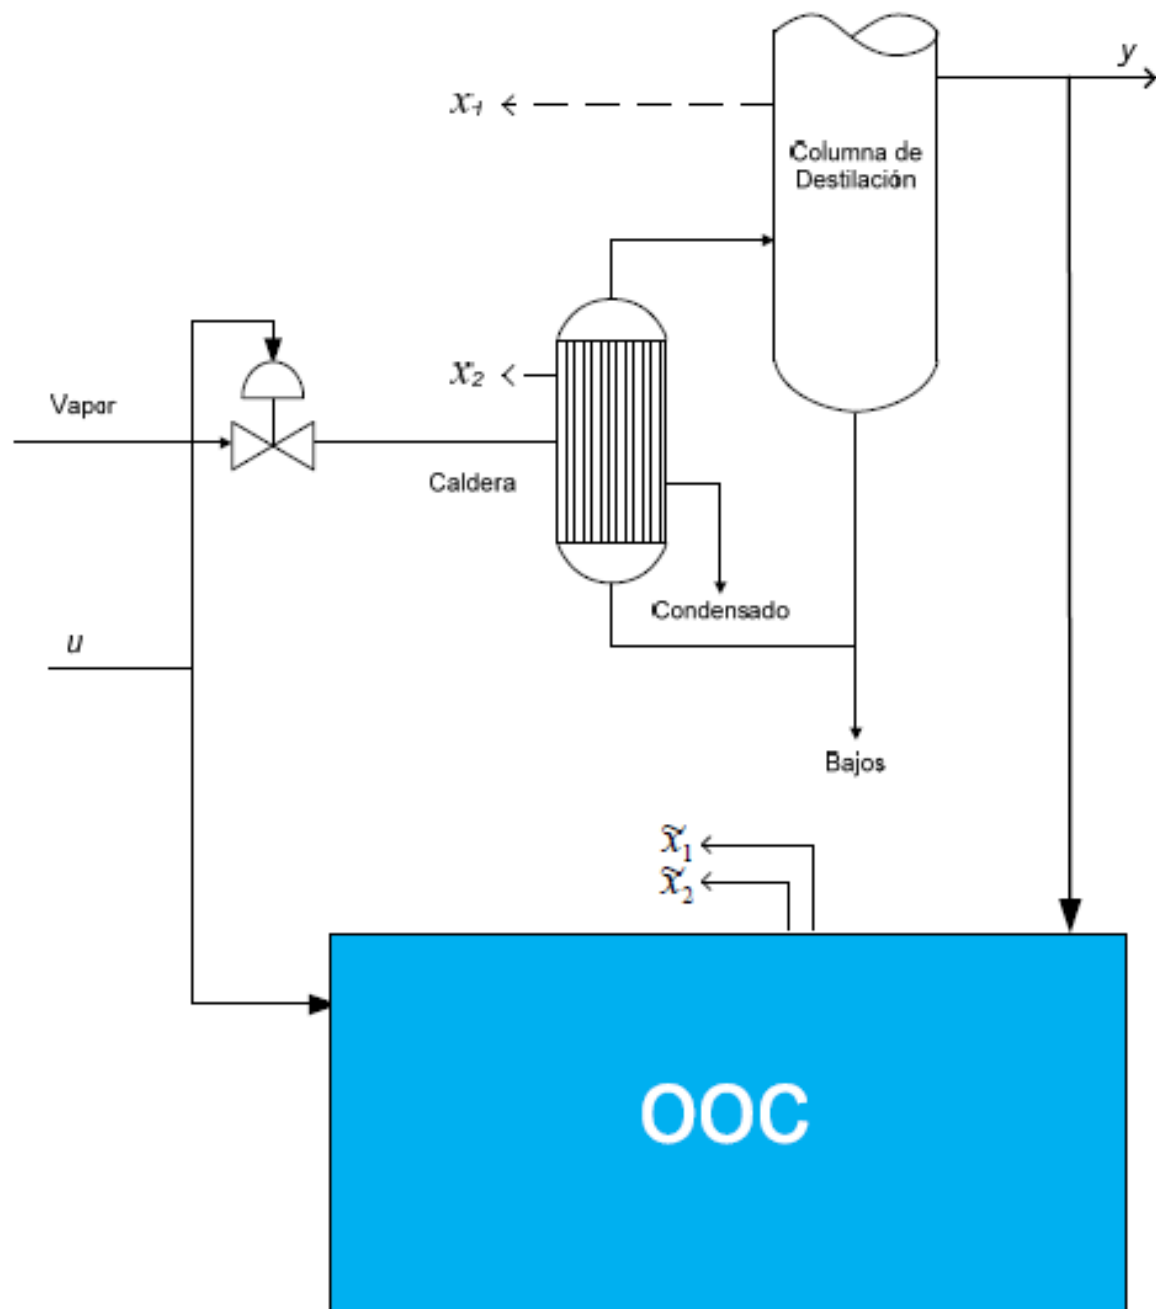 y
x₁
Columna de
Destilación
x₂
Vapor
Caldera
Condensado
u
Bajos
x̃₁
x̃₂
OOC